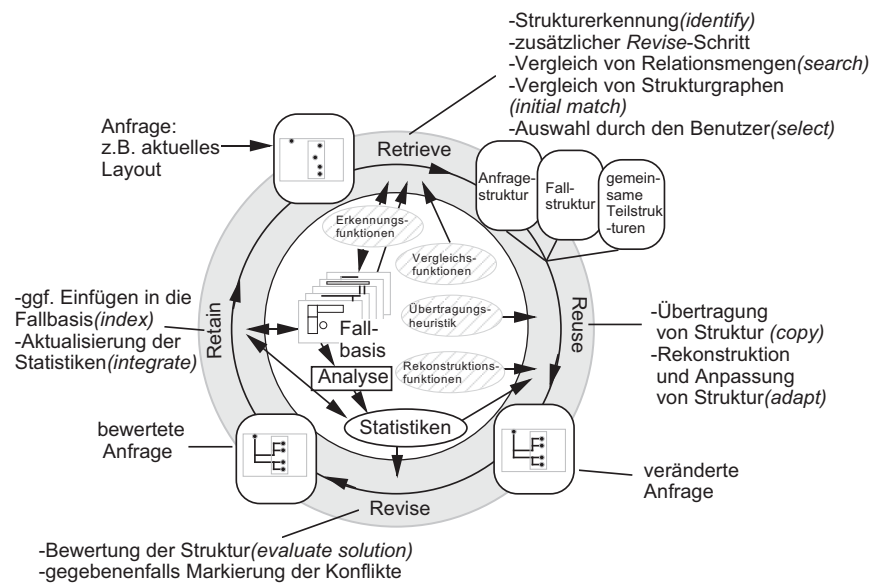 -Strukturerkennung(identify)
-zusätzlicher Revise-Schritt
-Vergleich von Relationsmengen(search)
-Vergleich von Strukturgraphen
(initial match)
-Auswahl durch den Benutzer(select)
Anfrage:
z.B. aktuelles
Layout
Retrieve
Anfrage-
struktur
Fall-
struktur
gemein-
same
Teilstruk
-turen
Erkennungs-
funktionen
Vergleichs-
funktionen
Übertragungs-
heuristik
Rekonstruktions-
funktionen
Fall-
basis
Analyse
Statistiken
Retain
-ggf. Einfügen in die
Fallbasis(index)
-Aktualisierung der
Statistiken(integrate)
Reuse
-Übertragung
von Struktur (copy)
-Rekonstruktion
und Anpassung
von Struktur(adapt)
bewertete
Anfrage
veränderte
Anfrage
Revise
-Bewertung der Struktur(evaluate solution)
-gegebenenfalls Markierung der Konflikte